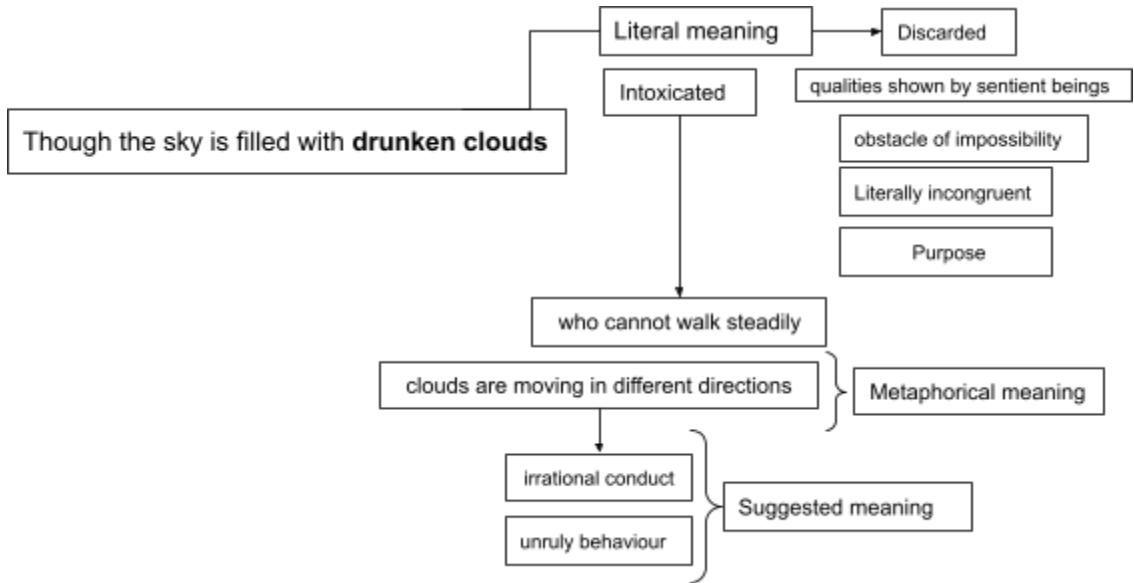 Literal meaning
Discarded
Intoxicated
qualities shown by sentient beings
Though the sky is filled with drunken clouds
obstacle of impossibility
Literally incongruent
Purpose
who cannot walk steadily
clouds are moving in different directions
Metaphorical meaning
irrational conduct
Suggested meaning
unruly behaviour